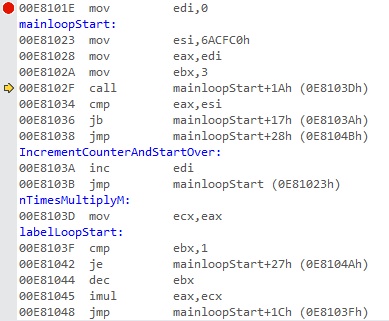 00E8101E mov edi,0
mainloopStart:
00E81023 mov esi,6ACFC0h
00E81028 mov eax,edi
00E8102A mov ebx,3
00E8102F call mainloopStart+1Ah (0E8103Dh)
00E81034 cmp eax,esi
00E81036 jb mainloopStart+17h (0E8103Ah)
00E81038 jmp mainloopStart+28h (0E8104Bh)
IncrementCounterAndStartOver:
00E8103A inc edi
00E8103B jmp mainloopStart (0E81023h)
nTimesMultiplyM:
00E8103D mov ecx,eax
labelLoopStart:
00E8103F cmp ebx,1
00E81042 je mainloopStart+27h (0E8104Ah)
00E81044 dec ebx
00E81045 imul eax,ecx
00E81048 jmp mainloopStart+1Ch (0E8103Fh)